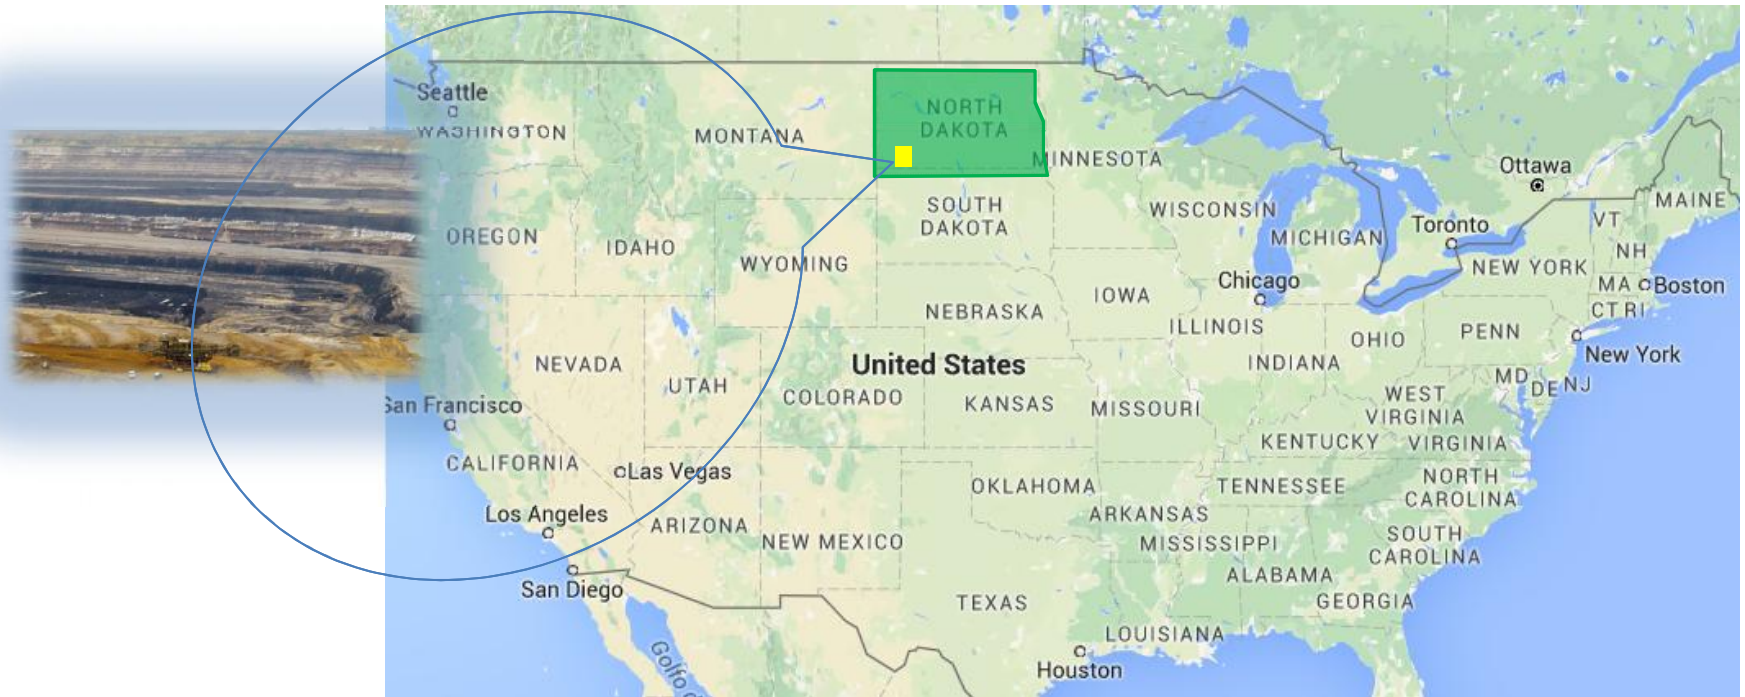 Seattle
WASHINGTON
MONTANA
NORTH
DAKOTA
MINNESOTA
Ottawa
MAINE
OREGON
IDAHO
WYOMING
SOUTH
DAKOTA
WISCONSIN
MICHIGAN
Toronto
VT
NH
NEW YORK
MA
Boston
CT RI
Chicago
IOWA
NEBRASKA
ILLINOIS
INDIANA
OHIO
PENN
New York
NEVADA
UTAH
COLORADO
United States
KANSAS
MISSOURI
WEST
VIRGINIA
MD
DE
NJ
KENTUCKY
VIRGINIA
San Francisco
CALIFORNIA
Las Vegas
OKLAHOMA
TENNESSEE
NORTH
CAROLINA
Los Angeles
ARIZONA
NEW MEXICO
ARKANSAS
MISSISSIPPI
SOUTH
CAROLINA
San Diego
ALABAMA
GEORGIA
TEXAS
LOUISIANA
Houston
Golfo